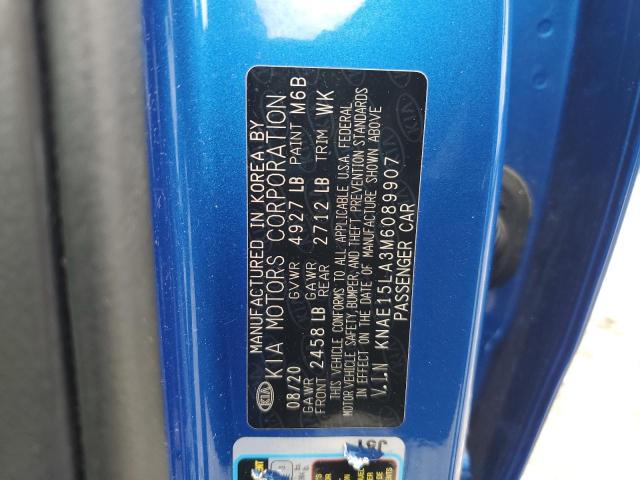 KIA
MANUFACTURED IN KOREA BY
KIA MOTORS CORPORATION
08/20 GVWR 4927 LB PAINT M6B
GAWR FRONT 2458 LB GAWR REAR 2712 LB TRIM WK
THIS VEHICLE CONFORMS TO ALL APPLICABLE U.S.A. FEDERAL
MOTOR VEHICLE SAFETY, BUMPER, AND THEFT PREVENTION STANDARDS
IN EFFECT ON THE DATE OF MANUFACTURE SHOWN ABOVE
V.I.N KNAE15LA3M6089907
PASSENGER CAR